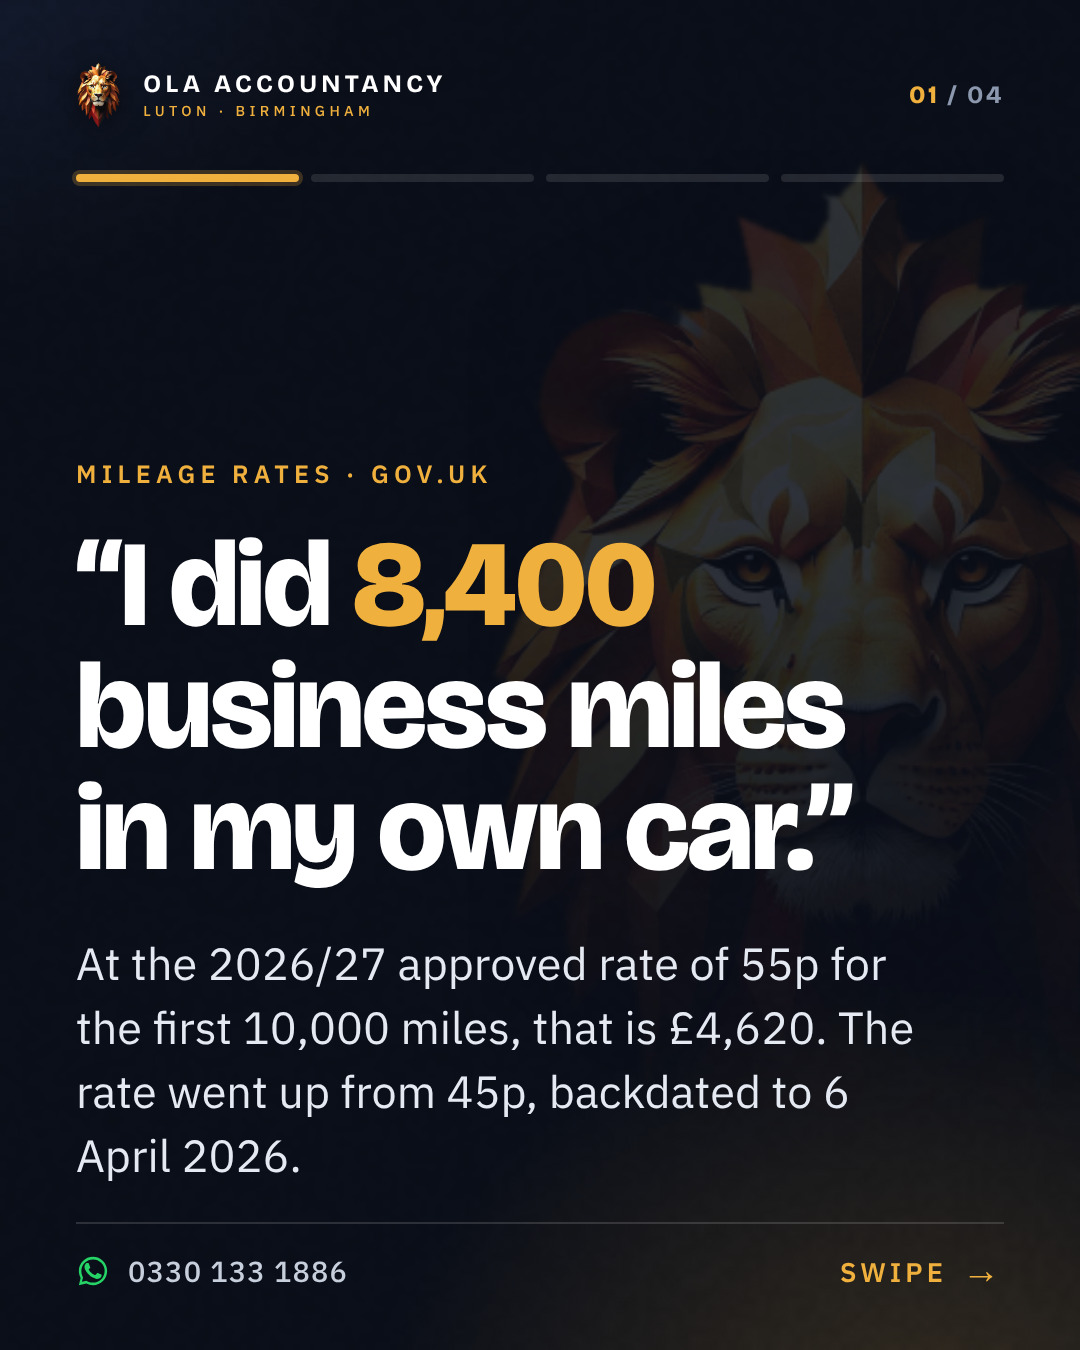 OLA ACCOUNTANCY
LUTON · BIRMINGHAM
01 / 04
MILEAGE RATES · GOV.UK
“I did 8,400
business miles
in my own car.”
At the 2026/27 approved rate of 55p for
the first 10,000 miles, that is £4,620. The
rate went up from 45p, backdated to 6
April 2026.
0330 133 1886
SWIPE →